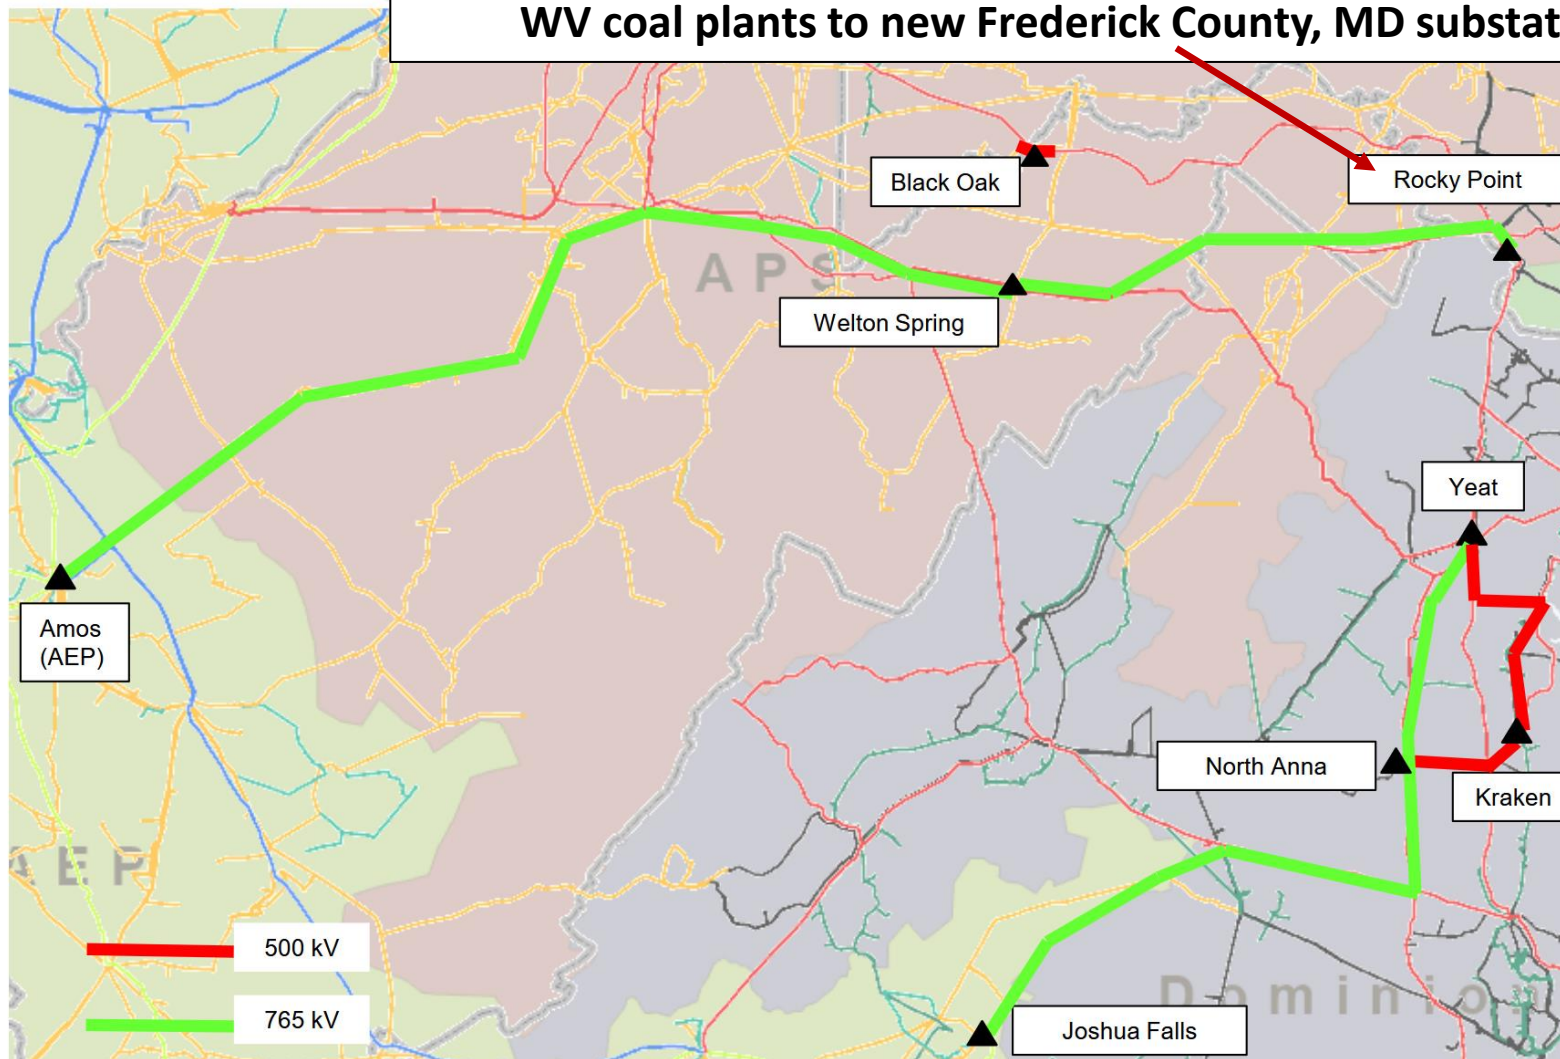 WV coal plants to new Frederick County, MD substat
Black Oak
Rocky Point
APS
Welton Spring
Yeat
Amos
(AEP)
North Anna
Kraken
AEP
500 kV
765 kV
Dominion
Joshua Falls